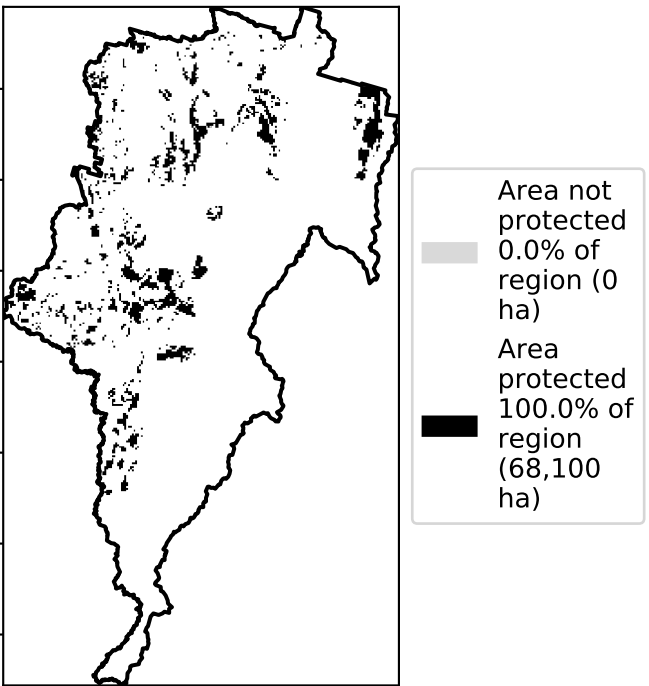 Area not
protected
0.0% of
region (0
ha)
Area
protected
100.0% of
region
(68,100
ha)